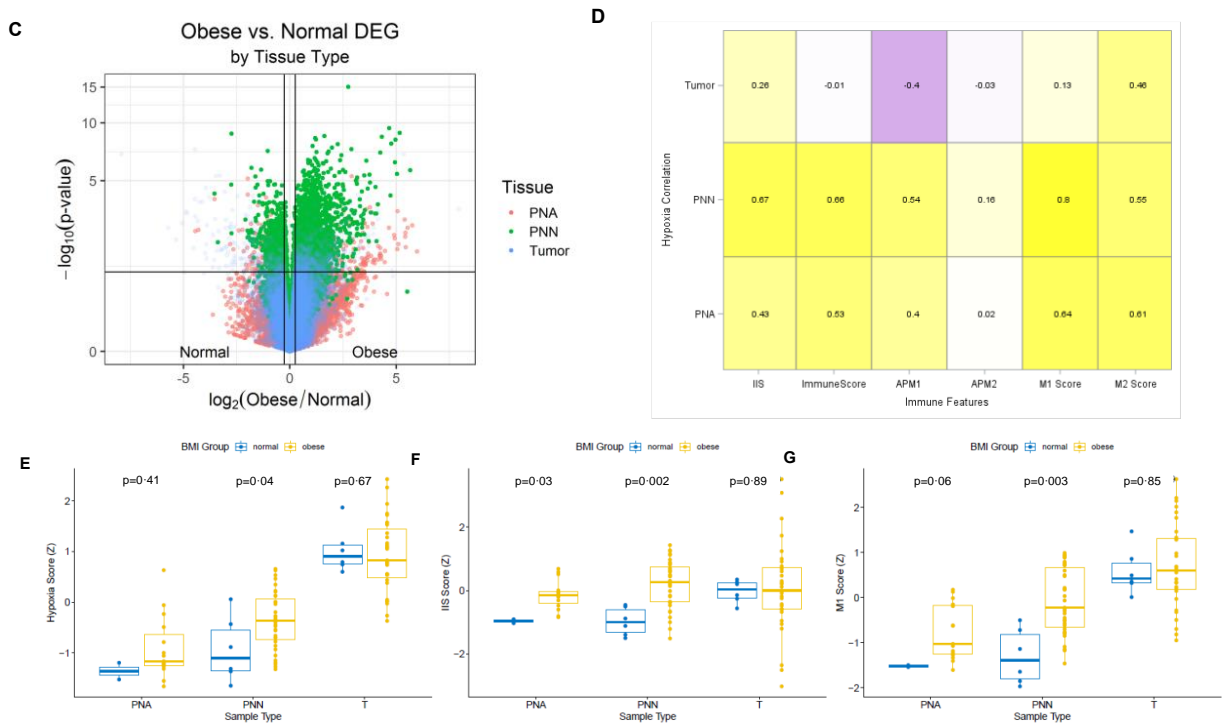 C
Obese vs. Normal DEG
by Tissue Type
15
10
5
2
0
−log10(p-value)
Normal
Obese
-5
0
5
log2(Obese/Normal)
Tissue
PNA
PNN
Tumor
D
Hypoxia Correlation
Tumor
0.26 -0.01 -0.4 -0.03 0.13 0.46
PNN
0.67 0.66 0.54 0.16 0.8 0.55
PNA
0.43 0.53 0.4 0.02 0.64 0.61
IIS ImmuneScore APM1 APM2 M1 Score M2 Score
Immune Features
E
BMI Group normal obese
p=0·41 p=0·04 p=0·67
Hypoxia Score (Z)
2
1
0
−1
PNA PNN T
Sample Type
F
BMI Group normal obese
p=0·03 p=0·002 p=0·89
IIS Score (Z)
2
0
−2
PNA PNN T
Sample Type
G
BMI Group normal obese
p=0·06 p=0·003 p=0·85
M1 Score (Z)
2
1
0
−1
−2
PNA PNN T
Sample Type